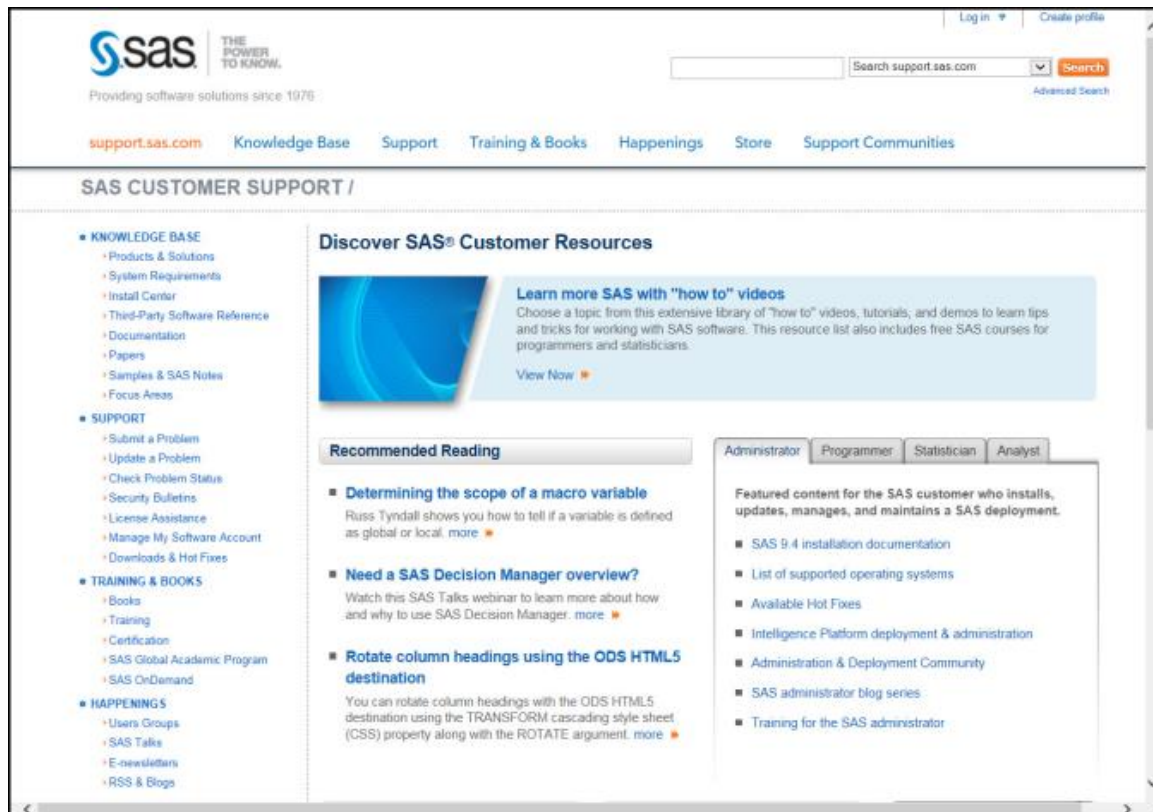 Log in Create profile
sas THE
POWER
TO KNOW.
Search support.sas.com Search
Providing software solutions since 1976
Advanced Search
support.sas.com Knowledge Base Support Training & Books Happenings Store Support Communities
SAS CUSTOMER SUPPORT /
KNOWLEDGE BASE
Products & Solutions
System Requirements
Install Center
Third-Party Software Reference
Documentation
Papers
Samples & SAS Notes
Focus Areas
SUPPORT
Submit a Problem
Update a Problem
Check Problem Status
Security Bulletins
License Assistance
Manage My Software Account
Downloads & Hot Fixes
TRAINING & BOOKS
Books
Training
Certification
SAS Global Academic Program
SAS OnDemand
HAPPENINGS
Users Groups
SAS Talks
E-newsletters
RSS & Blogs
Discover SAS® Customer Resources
Learn more SAS with "how to" videos
Choose a topic from this extensive library of "how to" videos, tutorials, and demos to learn tips
and tricks for working with SAS software. This resource list also includes free SAS courses for
programmers and statisticians.
View Now
Recommended Reading
Determining the scope of a macro variable
Russ Tyndall shows you how to tell if a variable is defined
as global or local. more
Need a SAS Decision Manager overview?
Watch this SAS Talks webinar to learn more about how
and why to use SAS Decision Manager. more
Rotate column headings using the ODS HTML5
destination
You can rotate column headings with the ODS HTML5
destination using the TRANSFORM cascading style sheet
(CSS) property along with the ROTATE argument. more
Administrator Programmer Statistician Analyst
Featured content for the SAS customer who installs,
updates, manages, and maintains a SAS deployment.
SAS 9.4 installation documentation
List of supported operating systems
Available Hot Fixes
Intelligence Platform deployment & administration
Administration & Deployment Community
SAS administrator blog series
Training for the SAS administrator